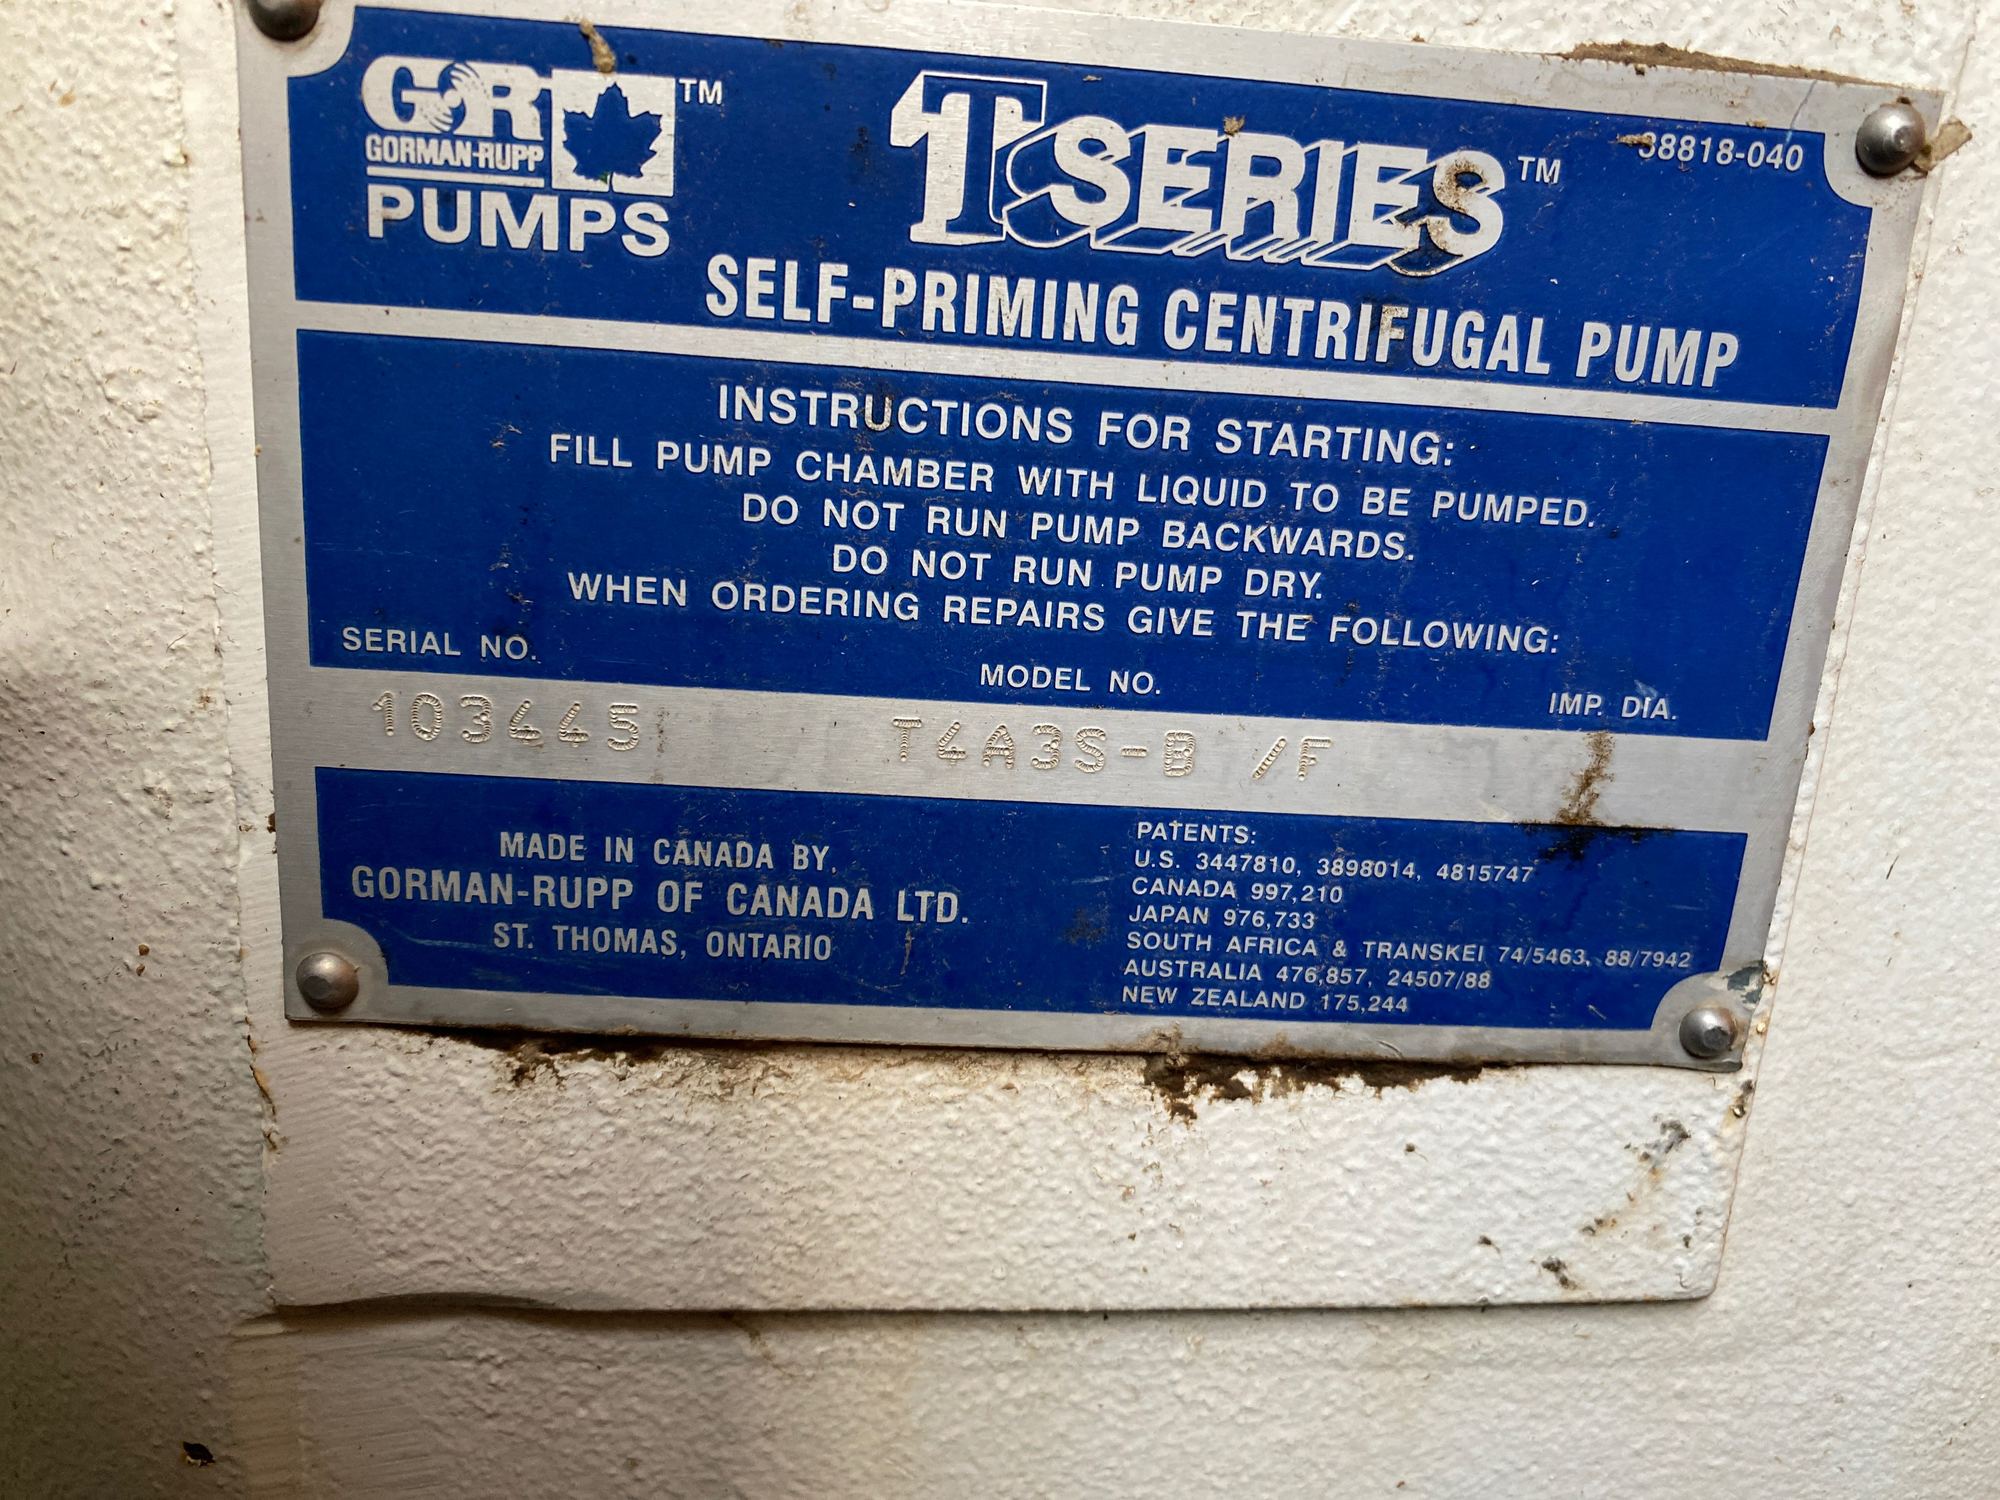 GR
GORMAN-RUPP
PUMPS
TM
T SERIES TM
38818-040
SELF-PRIMING CENTRIFUGAL PUMP
INSTRUCTIONS FOR STARTING:
FILL PUMP CHAMBER WITH LIQUID TO BE PUMPED.
DO NOT RUN PUMP BACKWARDS.
DO NOT RUN PUMP DRY.
WHEN ORDERING REPAIRS GIVE THE FOLLOWING:
SERIAL NO. MODEL NO. IMP. DIA.
103445 T4A3S-B /F
MADE IN CANADA BY,
GORMAN-RUPP OF CANADA LTD.
ST. THOMAS, ONTARIO
PATENTS:
U.S. 3447810, 3898014, 4815747
CANADA 997,210
JAPAN 976,733
SOUTH AFRICA & TRANSKEI 74/5463, 88/7942
AUSTRALIA 476,857, 24507/88
NEW ZEALAND 175,244